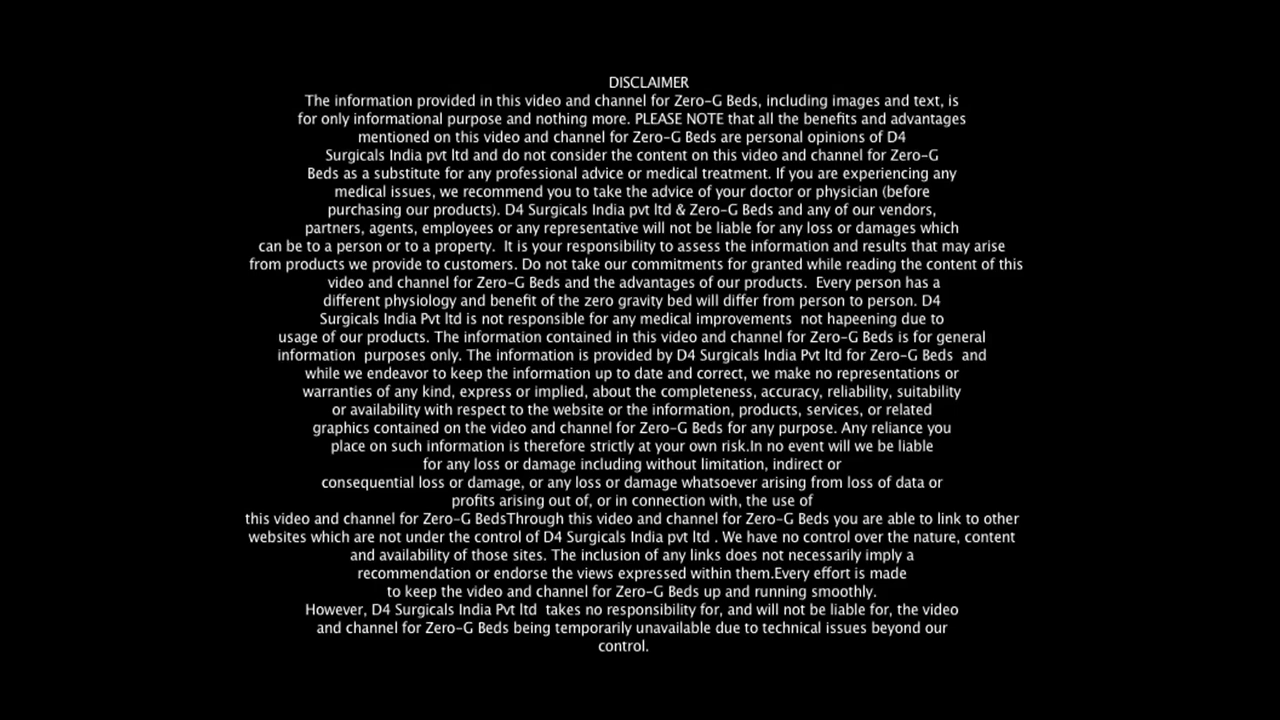 DISCLAIMER
The information provided in this video and channel for Zero-G Beds, including images and text, is
for only informational purpose and nothing more. PLEASE NOTE that all the benefits and advantages
mentioned on this video and channel for Zero-G Beds are personal opinions of D4
Surgicals India pvt ltd and do not consider the content on this video and channel for Zero-G
Beds as a substitute for any professional advice or medical treatment. If you are experiencing any
medical issues, we recommend you to take the advice of your doctor or physician (before
purchasing our products). D4 Surgicals India pvt ltd & Zero-G Beds and any of our vendors,
partners, agents, employees or any representative will not be liable for any loss or damages which
can be to a person or to a property.  It is your responsibility to assess the information and results that may arise
from products we provide to customers. Do not take our commitments for granted while reading the content of this
video and channel for Zero-G Beds and the advantages of our products.  Every person has a
different physiology and benefit of the zero gravity bed will differ from person to person. D4
Surgicals India Pvt ltd is not responsible for any medical improvements  not hapeening due to
usage of our products. The information contained in this video and channel for Zero-G Beds is for general
information  purposes only. The information is provided by D4 Surgicals India Pvt ltd for Zero-G Beds  and
while we endeavor to keep the information up to date and correct, we make no representations or
warranties of any kind, express or implied, about the completeness, accuracy, reliability, suitability
or availability with respect to the website or the information, products, services, or related
graphics contained on the video and channel for Zero-G Beds for any purpose. Any reliance you
place on such information is therefore strictly at your own risk.In no event will we be liable
for any loss or damage including without limitation, indirect or
consequential loss or damage, or any loss or damage whatsoever arising from loss of data or
profits arising out of, or in connection with, the use of
this video and channel for Zero-G BedsThrough this video and channel for Zero-G Beds you are able to link to other
websites which are not under the control of D4 Surgicals India pvt ltd . We have no control over the nature, content
and availability of those sites. The inclusion of any links does not necessarily imply a
recommendation or endorse the views expressed within them.Every effort is made
to keep the video and channel for Zero-G Beds up and running smoothly.
However, D4 Surgicals India Pvt ltd  takes no responsibility for, and will not be liable for, the video
and channel for Zero-G Beds being temporarily unavailable due to technical issues beyond our
control.